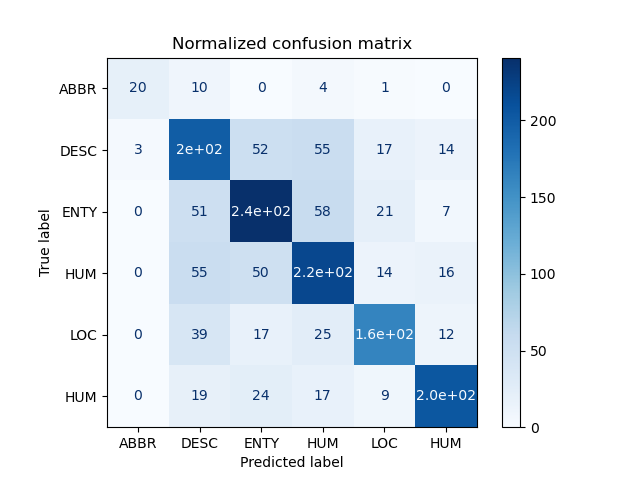 Normalized confusion matrix
ABBR 20 10 0 4 1 0
DESC 3 2e+02 52 55 17 14
ENTY 0 51 2.4e+02 58 21 7
HUM 0 55 50 2.2e+02 14 16
LOC 0 39 17 25 1.6e+02 12
HUM 0 19 24 17 9 2.0e+02
ABBR DESC ENTY HUM LOC HUM
Predicted label
True label
200
150
100
50
0